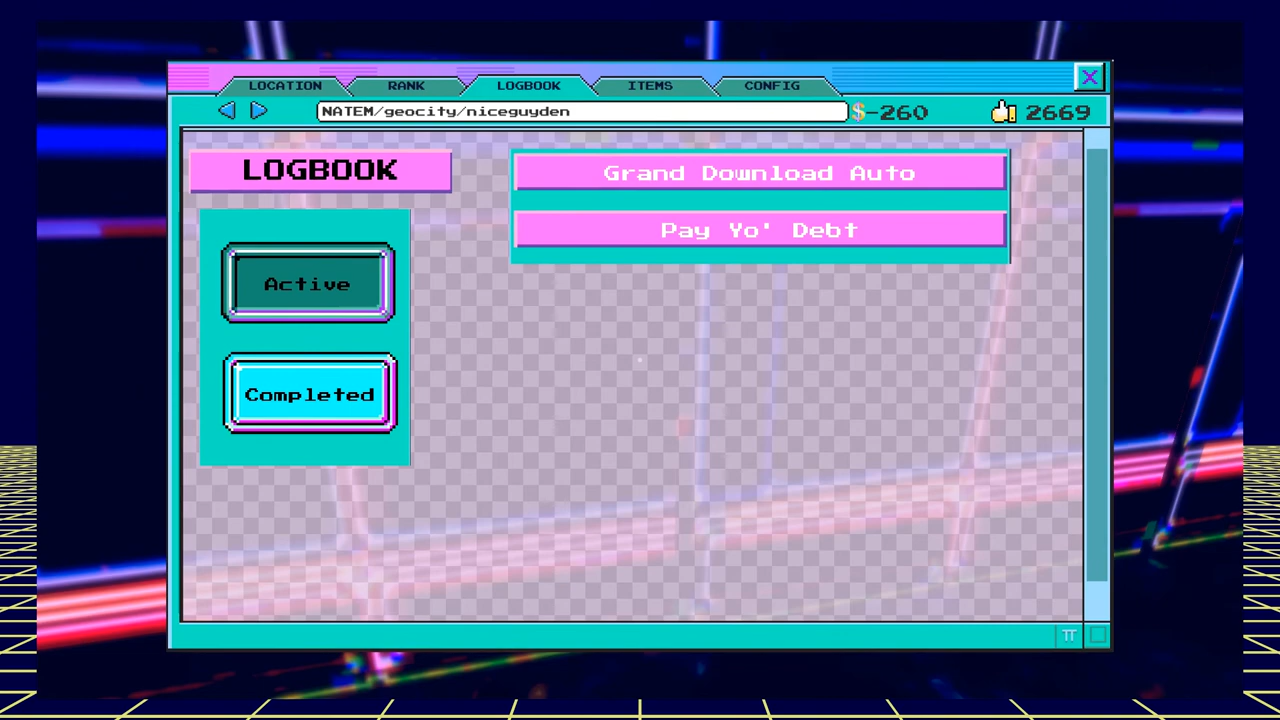 LOCATION RANK LOGBOOK ITEMS CONFIG X
NATEM/geocity/niceguyden $-260 2669
LOGBOOK
Grand Download Auto
Pay Yo' Debt
Active
Completed
π